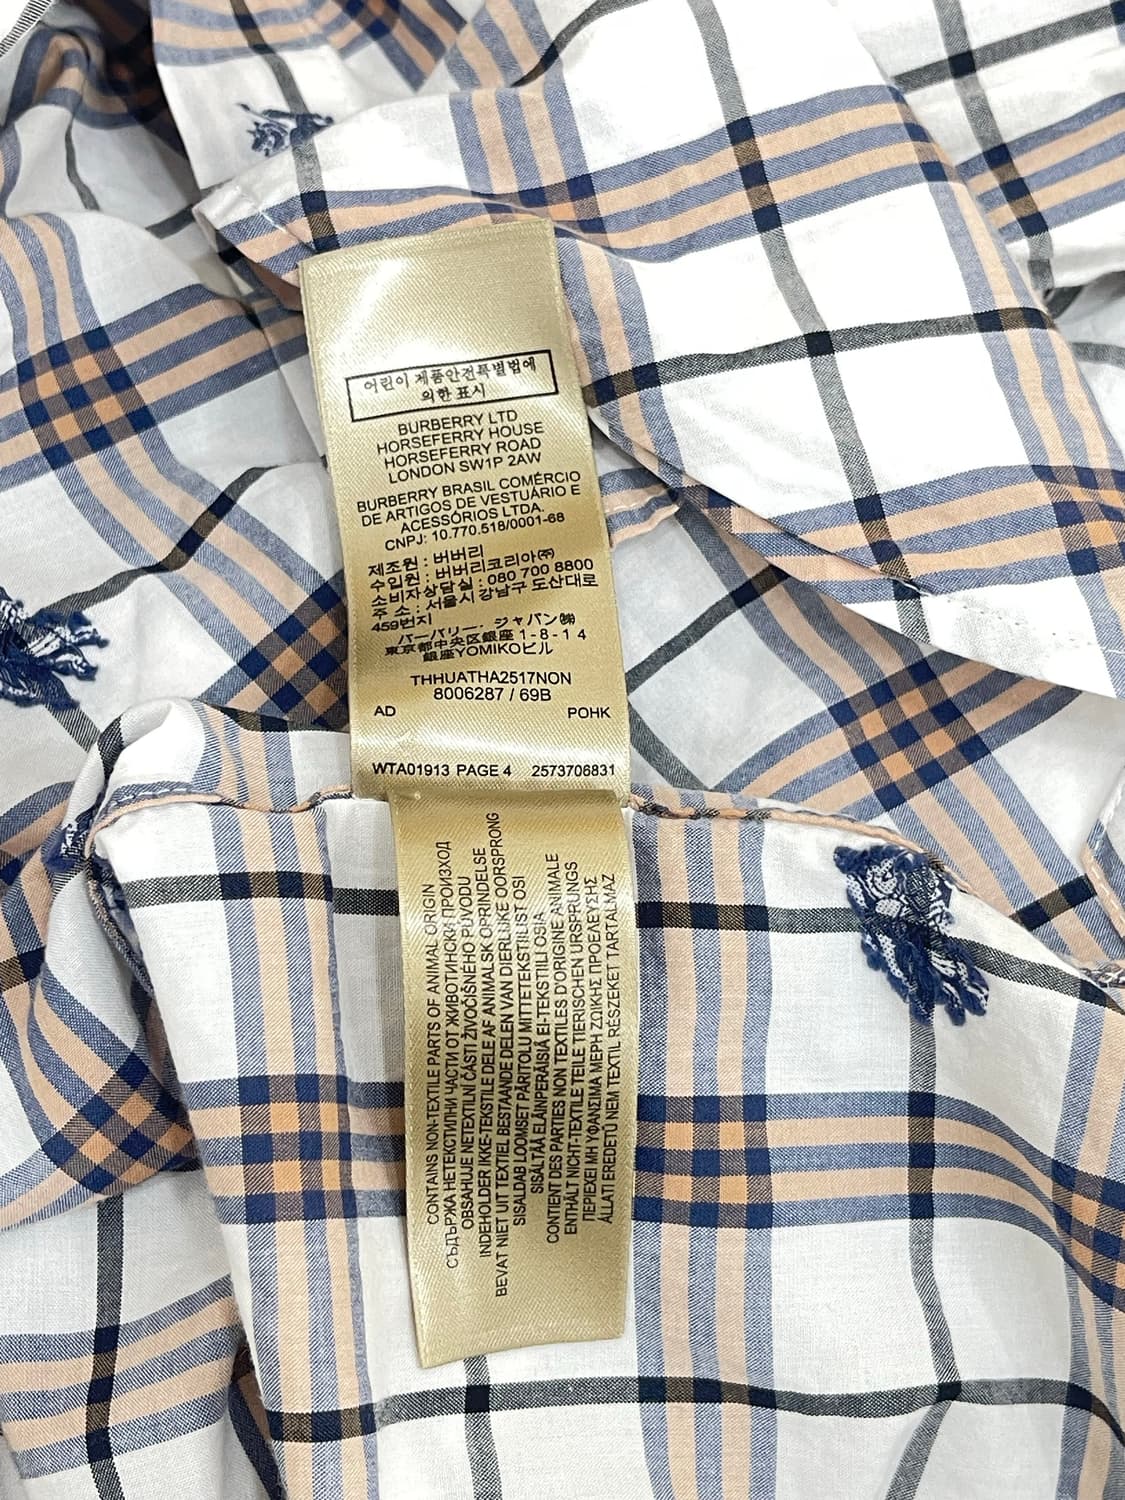 어린이 제품안전특별법에
의한 표시
BURBERRY LTD
HORSEFERRY HOUSE
HORSEFERRY ROAD
LONDON SW1P 2AW
BURBERRY BRASIL COMÉRCIO
DE ARTIGOS DE VESTUÁRIO E
ACESSÓRIOS LTDA.
CNPJ: 10.770.518/0001-68
제조원 : 버버리
수입원 : 버버리코리아㈜
소비자상담실 : 080 700 8800
주 소 : 서울시 강남구 도산대로
459번지
バーバリー・ジャパン㈱
東京都中央区銀座1-8-14
銀座YOMIKOビル
THHUATHA2517NON
8006287 / 69B
AD POHK
WTA01913 PAGE 4 2573706831
CONTAINS NON-TEXTILE PARTS OF ANIMAL ORIGIN
СЪДЪРЖА НЕТЕКСТИЛНИ ЧАСТИ ОТ ЖИВОТИНСКИ ПРОИЗХОД
OBSAHUJE NETEXTILNÍ ČÁSTI ŽIVOČIŠNÉHO PŮVODU
INDEHOLDER IKKE-TEKSTILE DELE AF ANIMALSK OPRINDELSE
BEVAT NIET UIT TEXTIEL BESTAANDE DELEN VAN DIERLIJKE OORSPRONG
SISALDAB LOOMSET PÄRITOLU MITTETEKSTIILIST OSI
SISÄLTÄÄ ELÄINPERÄISIÄ EI-TEKSTIILI OSIA
CONTIENT DES PARTIES NON TEXTILES D'ORIGINE ANIMALE
ENTHÄLT NICHT-TEXTILE TEILE TIERISCHEN URSPRUNGS
ΠΕΡΙΕΧΕΙ ΜΗ ΥΦΑΝΣΙΜΑ ΜΕΡΗ ΖΩΙΚΗΣ ΠΡΟΕΛΕΥΣΗΣ
ÁLLATI EREDETŰ NEM TEXTIL RÉSZEKET TARTALMAZ